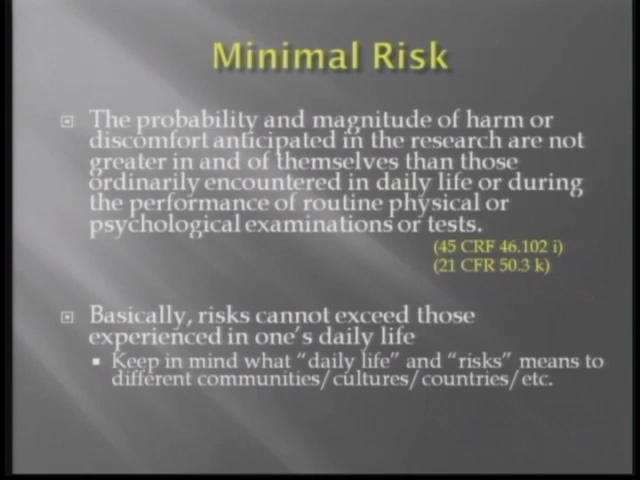 Minimal Risk
The probability and magnitude of harm or
discomfort anticipated in the research are not
greater in and of themselves than those
ordinarily encountered in daily life or during
the performance of routine physical or
psychological examinations or tests.
(45 CRF 46.102 i)
(21 CFR 50.3 k)
Basically, risks cannot exceed those
experienced in one's daily life
Keep in mind what "daily life" and "risks" means to
different communities/cultures/countries/etc.